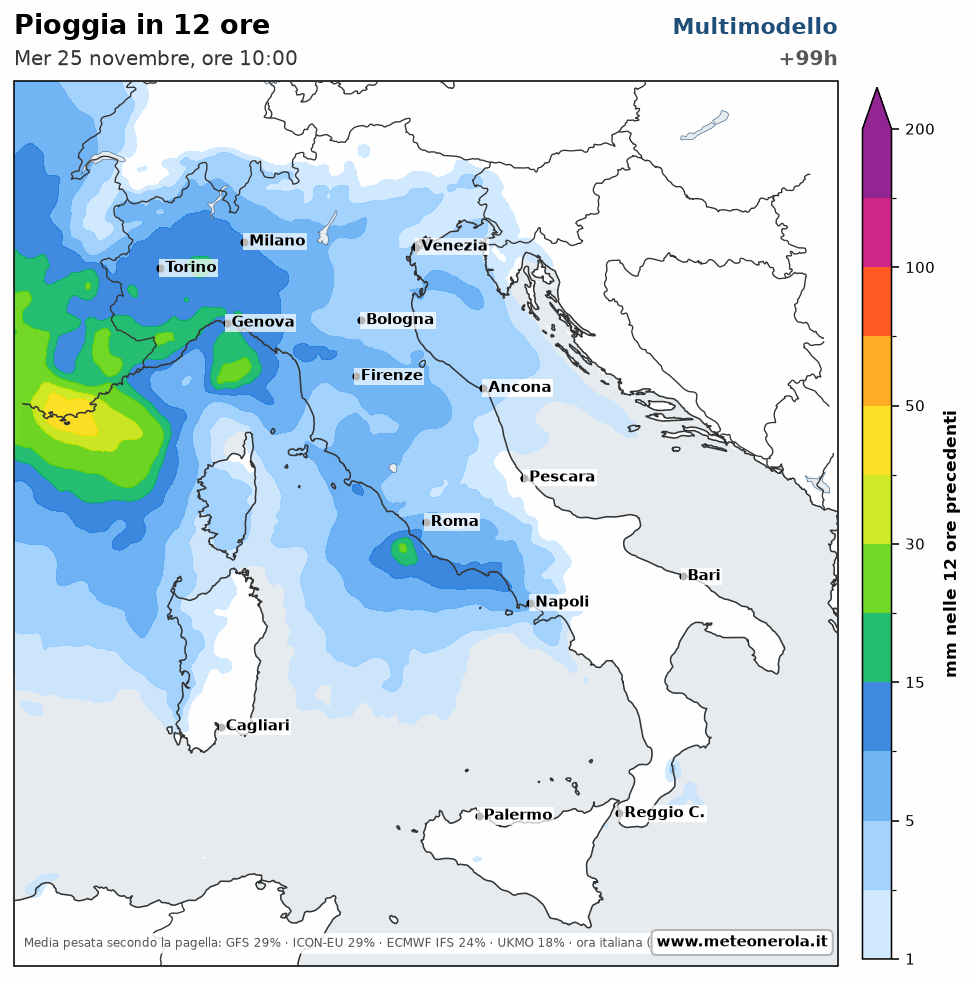 Pioggia in 12 ore
Multimodello
Mer 25 novembre, ore 10:00
+99h
200
100
50
30
15
5
1
mm nelle 12 ore precedenti
Milano
Venezia
Torino
Genova
Bologna
Firenze
Ancona
Pescara
Roma
Bari
Napoli
Cagliari
Palermo
Reggio C.
Media pesata secondo la pagella: GFS 29% · ICON-EU 29% · ECMWF IFS 24% · UKMO 18% · ora italiana (
www.meteonerola.it